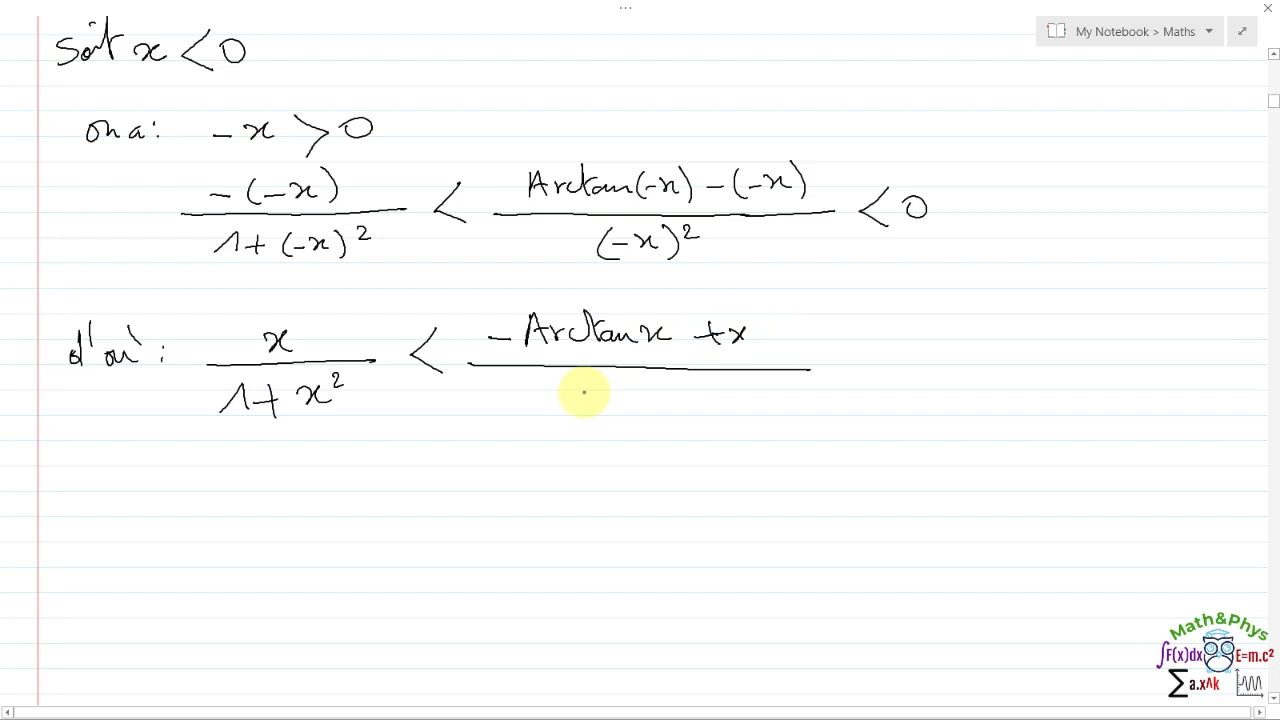 My Notebook > Maths
Soit x < 0
on a : -x > 0
-(-x) / 1+(-x)² < Arctan(-x) -(-x) / (-x)² < 0
d'où : x / 1+x² < -Arctan x +x
Math&Phys
∫F(x)dx E=m.c²
∑a.x^k